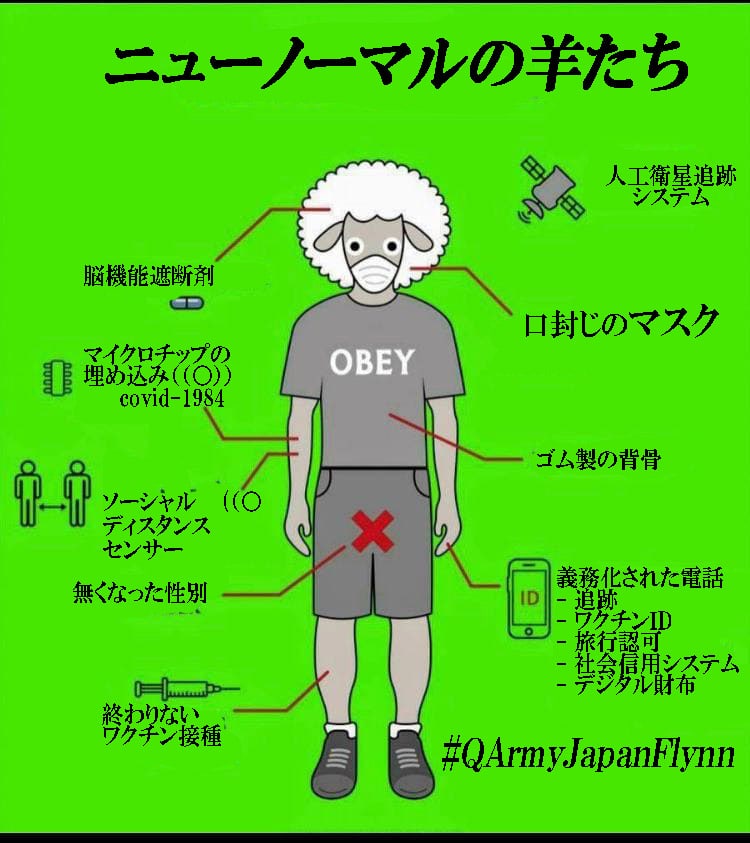 ニューノーマルの羊たち
人工衛星追跡
システム
脳機能遮断剤
口封じのマスク
マイクロチップの
埋め込み((〇))
covid-1984
OBEY
ゴム製の背骨
ソーシャル ((〇
ディスタンス
センサー
無くなった性別
ID
義務化された電話
- 追跡
- ワクチンID
- 旅行認可
- 社会信用システム
- デジタル財布
終わりない
ワクチン接種
#QArmyJapanFlynn